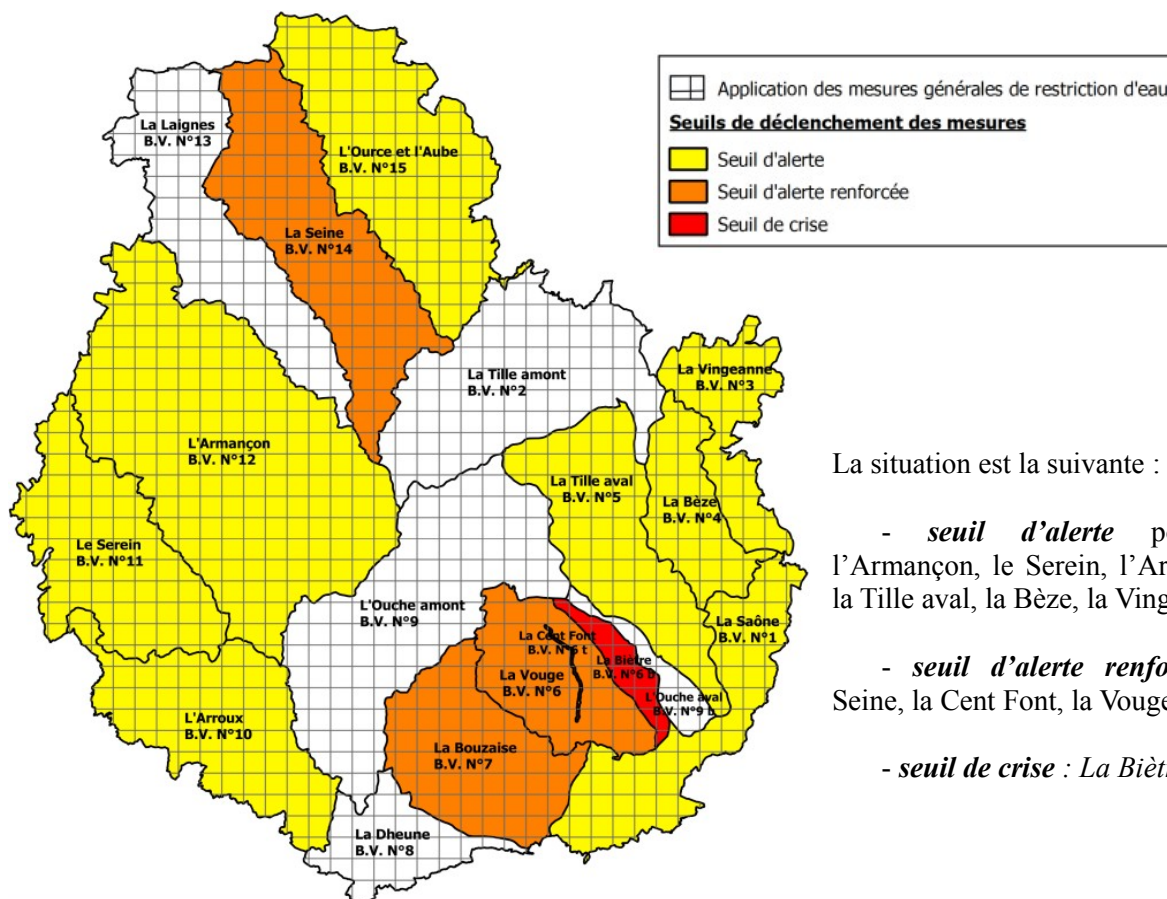 Application des mesures générales de restriction d'eau
Seuils de déclenchement des mesures
Seuil d'alerte
Seuil d'alerte renforcée
Seuil de crise
La Laignes
B.V. N°13
L'Ource et l'Aube
B.V. N°15
La Seine
B.V. N°14
La Tille amont
B.V. N°2
La Vingeanne
B.V. N°3
L'Armançon
B.V. N°12
La Tille aval
B.V. N°5
La Bèze
B.V. N°4
Le Serein
B.V. N°11
L'Ouche amont
B.V. N°9
La Saône
B.V. N°1
La Cent Font
B.V. N°6 t
La Biètre
B.V. N°6 b
La Vouge
B.V. N°6
L'Ouche aval
B.V. N°9 b
L'Arroux
B.V. N°10
La Bouzaise
B.V. N°7
La Dheune
B.V. N°8
La situation est la suivante :
- seuil d’alerte
l’Armançon, le Serein,
la Tille aval, la Bèze, la
- seuil d’alerte
Seine, la Cent Font, la Vouge
- seuil de crise : La